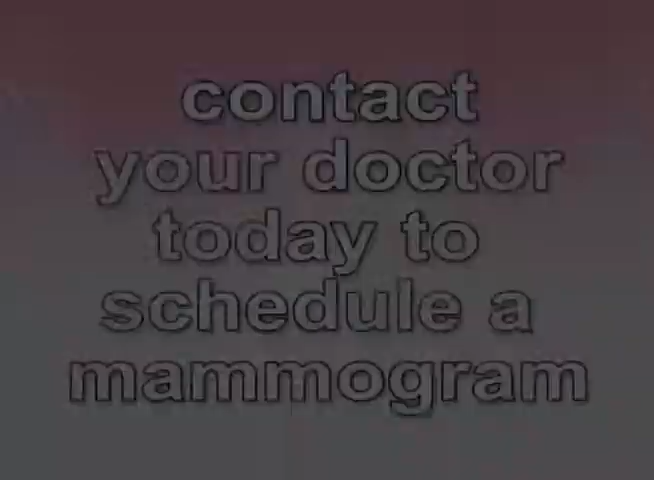 contact
your doctor
today to
schedule a
mammogram